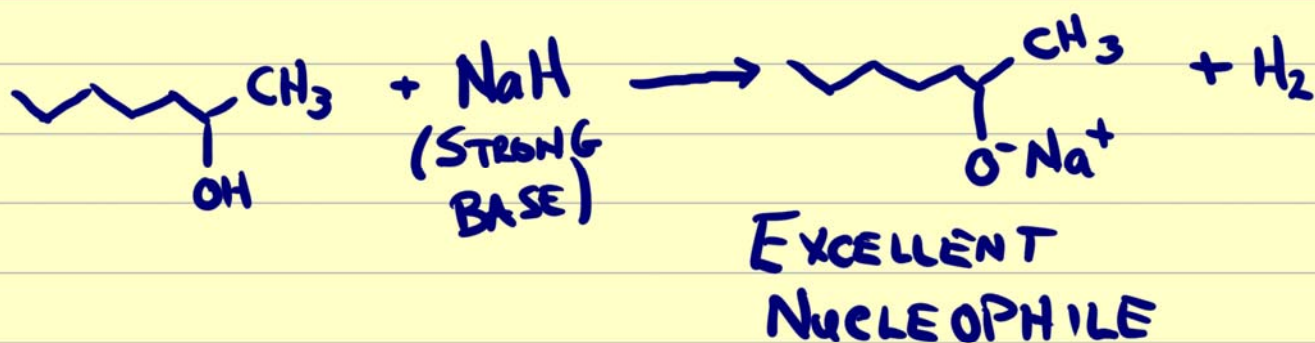 CH3 + NaH → CH3 + H2
(STRONG
BASE)
OH
O⁻Na⁺
EXCELLENT
NUCLEOPHILE